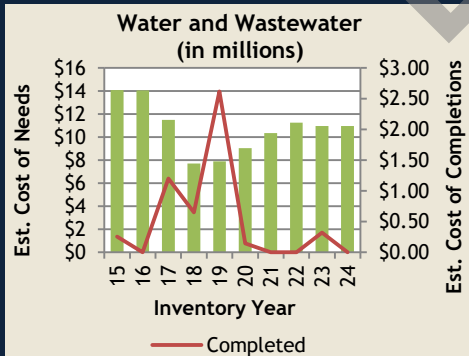 Water and Wastewater
(in millions)
Est. Cost of Needs
$16
$14
$12
$10
$8
$6
$4
$2
$0
$3.00
$2.50
$2.00
$1.50
$1.00
$0.50
$0.00
Est. Cost of Completions
15 16 17 18 19 20 21 22 23 24
Inventory Year
Completed